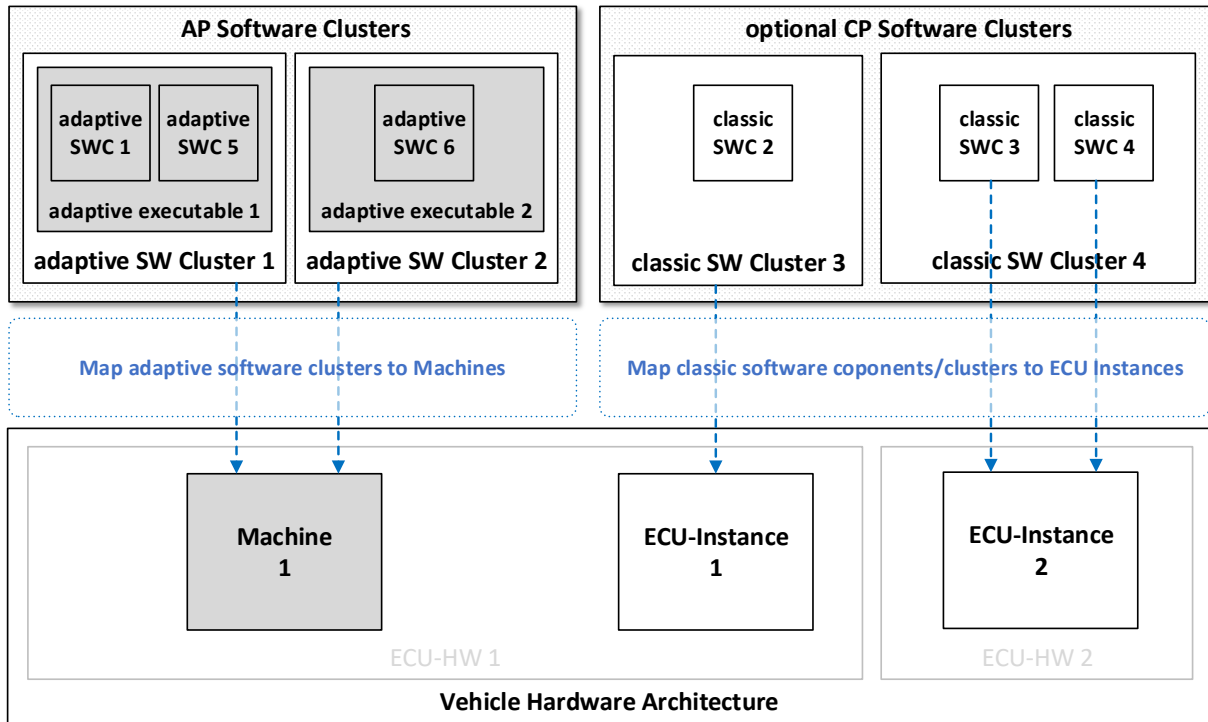 AP Software Clusters
adaptive
SWC 1
adaptive
SWC 5
adaptive executable 1
adaptive SW Cluster 1
adaptive
SWC 6
adaptive executable 2
adaptive SW Cluster 2
optional CP Software Clusters
classic
SWC 2
classic SW Cluster 3
classic
SWC 3
classic
SWC 4
classic SW Cluster 4
Map adaptive software clusters to Machines
Map classic software coponents/clusters to ECU Instances
Machine
1
ECU-Instance
1
ECU-HW 1
ECU-Instance
2
ECU-HW 2
Vehicle Hardware Architecture